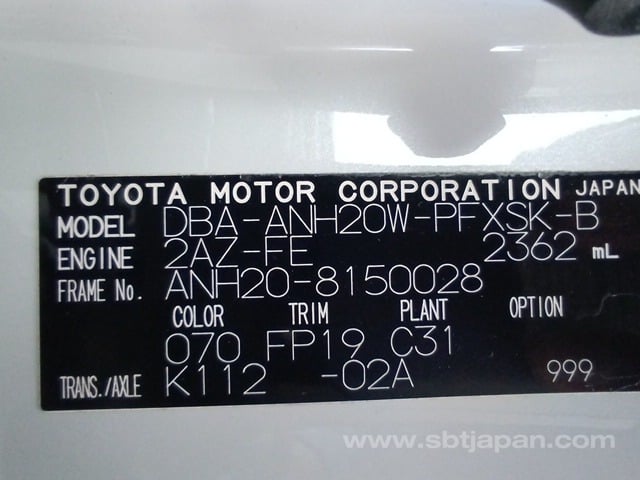 TOYOTA MOTOR CORPORATION JAPAN
MODEL DBA-ANH20W-PFXSK-B
ENGINE 2AZ-FE 2362 mL
FRAME No. ANH20-8150028
COLOR TRIM PLANT OPTION
070 FP19 C31
TRANS./AXLE K112 -02A 999
www.sbtjapan.com